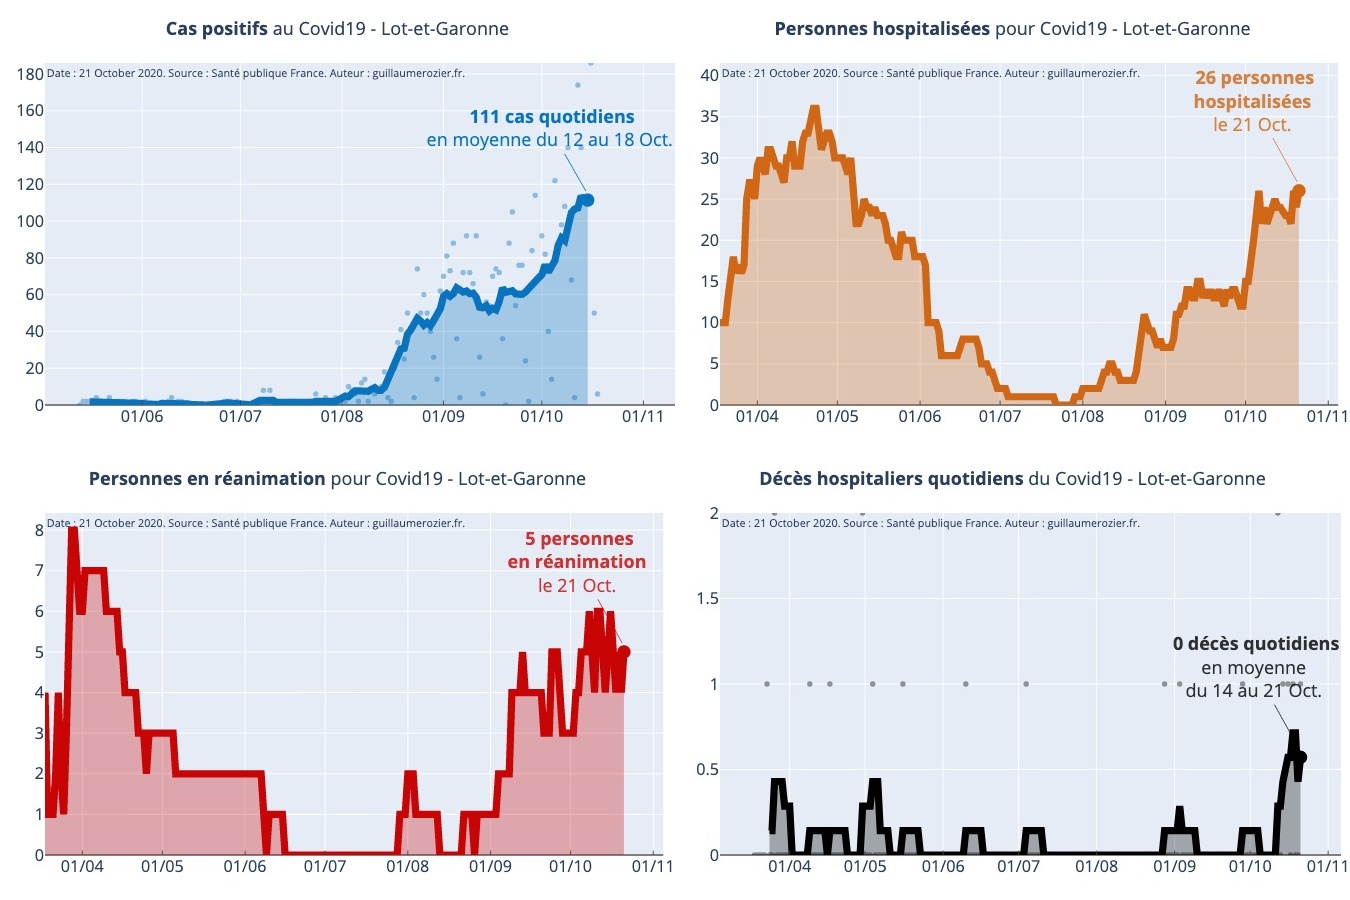 Cas positifs au Covid19 - Lot-et-Garonne
Date : 21 October 2020. Source : Santé publique France. Auteur : guillaumerozier.fr.
111 cas quotidiens
en moyenne du 12 au 18 Oct.
180
160
140
120
100
80
60
40
20
0
01/06 01/07 01/08 01/09 01/10 01/11
Personnes hospitalisées pour Covid19 - Lot-et-Garonne
Date : 21 October 2020. Source : Santé publique France. Auteur : guillaumerozier.fr.
26 personnes
hospitalisées
le 21 Oct.
40
35
30
25
20
15
10
5
0
01/04 01/05 01/06 01/07 01/08 01/09 01/10 01/11
Personnes en réanimation pour Covid19 - Lot-et-Garonne
Date : 21 October 2020. Source : Santé publique France. Auteur : guillaumerozier.fr.
5 personnes
en réanimation
le 21 Oct.
8
7
6
5
4
3
2
1
0
01/04 01/05 01/06 01/07 01/08 01/09 01/10 01/11
Décès hospitaliers quotidiens du Covid19 - Lot-et-Garonne
Date : 21 October 2020. Source : Santé publique France. Auteur : guillaumerozier.fr.
0 décès quotidiens
en moyenne
du 14 au 21 Oct.
2
1.5
1
0.5
0
01/04 01/05 01/06 01/07 01/08 01/09 01/10 01/11